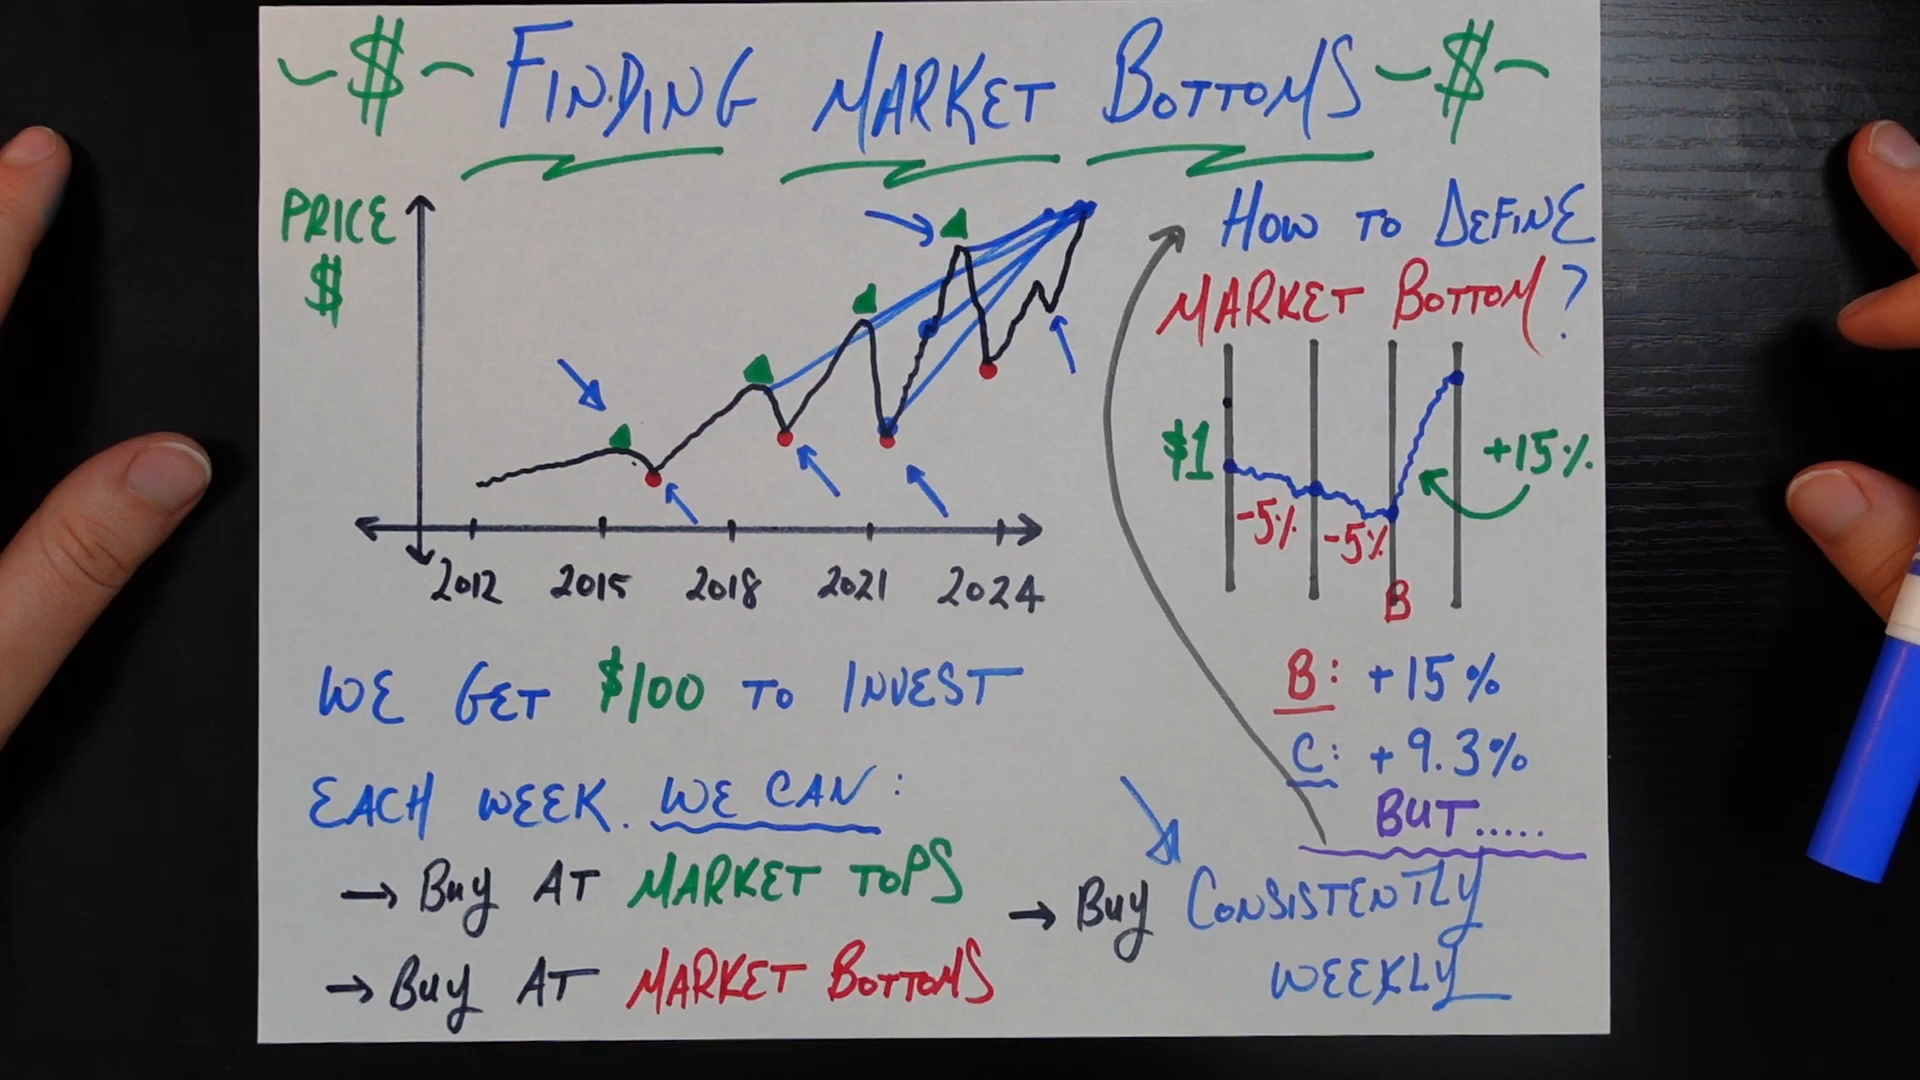 ~$~ FINDING MARKET BOTTOMS ~$~
PRICE
$
2012 2015 2018 2021 2024
HOW TO DEFINE
MARKET BOTTOM?
$1
-5%
-5%
+15%
B
B: +15%
C: +9.3%
BUT.....
WE GET $100 TO INVEST
EACH WEEK. WE CAN:
→ BUY AT MARKET TOPS
→ BUY AT MARKET BOTTOMS
→ BUY CONSISTENTLY
WEEKLY